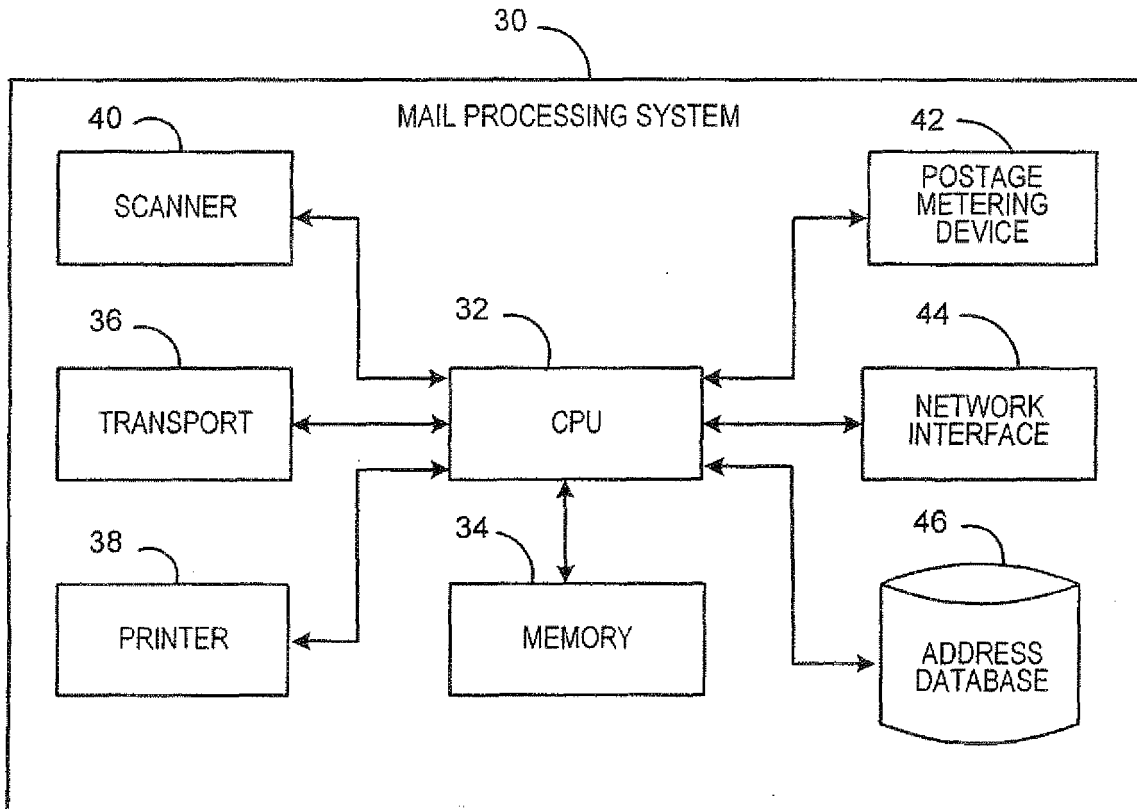 30
MAIL PROCESSING SYSTEM
40
SCANNER
42
POSTAGE
METERING
DEVICE
36
TRANSPORT
32
CPU
44
NETWORK
INTERFACE
38
PRINTER
34
MEMORY
46
ADDRESS
DATABASE